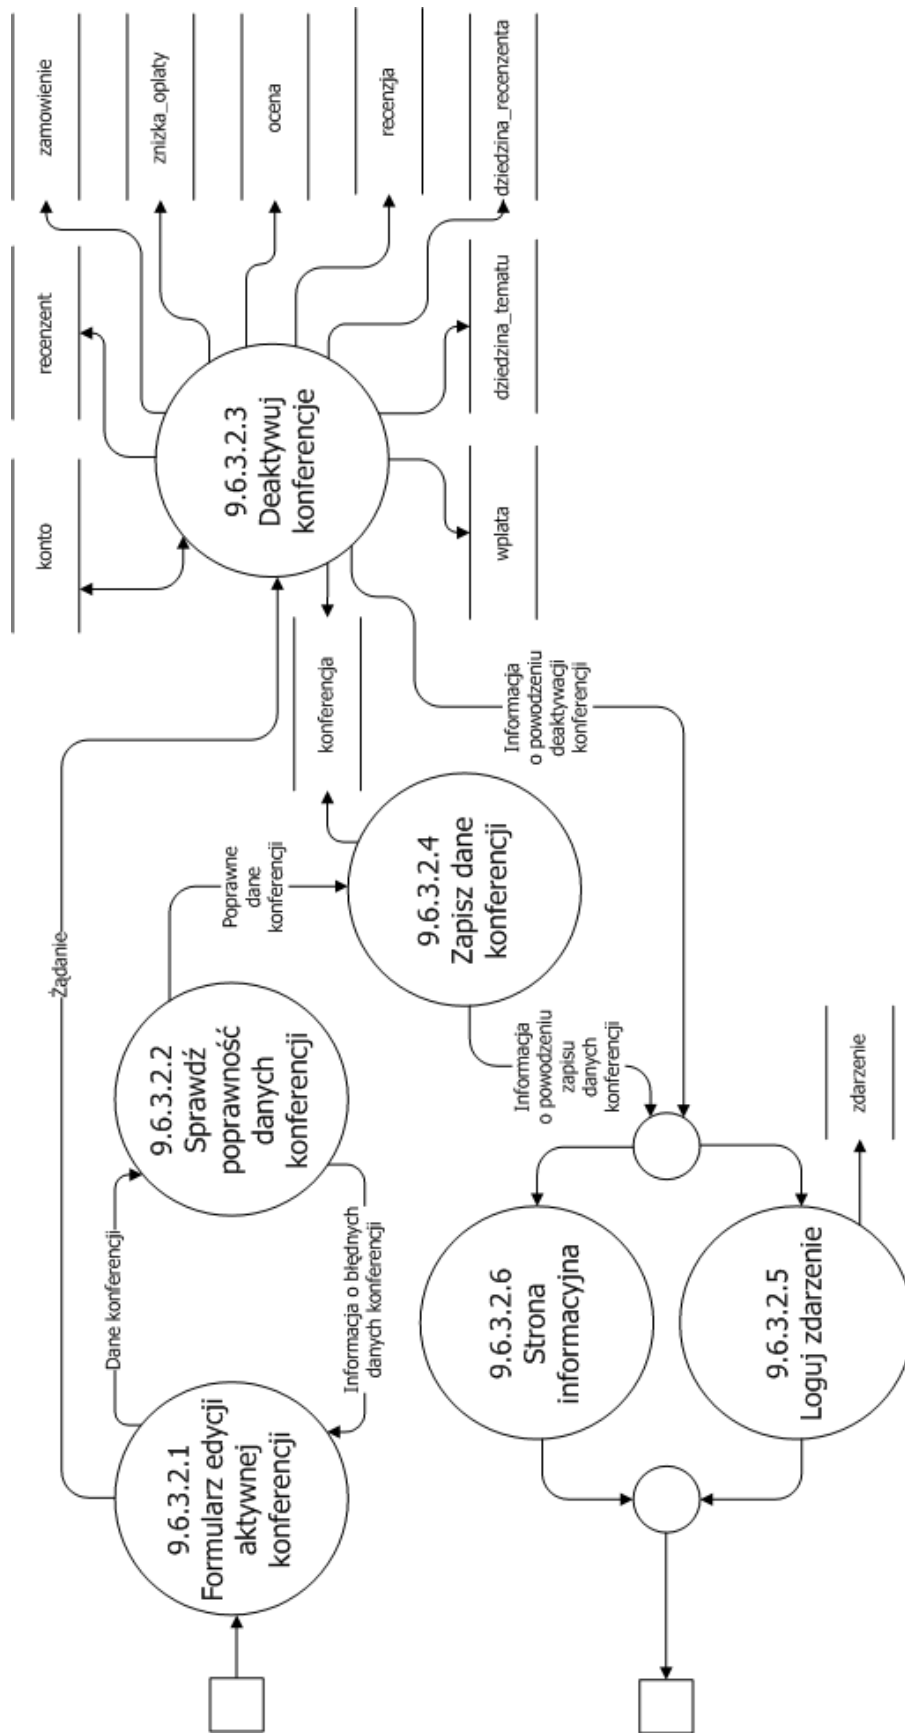 konto
recenzent
zamowienie
znizka_oplaty
ocena
recenzja
dziedzina_recenzenta
dziedzina_tematu
wplata
konferencja
9.6.3.2.3
Deaktywuj
konferencje
Żądanie
9.6.3.2.1
Formularz edycji
aktywnej
konferencji
Dane konferencji
9.6.3.2.2
Sprawdź
poprawność
danych
konferencji
Informacja o błędnych
danych konferencji
Poprawne
dane
konferencji
9.6.3.2.4
Zapisz dane
konferencji
Informacja
o powodzeniu
zapisu
danych
konferencji
Informacja
o powodzeniu
deaktywacji
konferencji
9.6.3.2.6
Strona
informacyjna
9.6.3.2.5
Loguj zdarzenie
zdarzenie